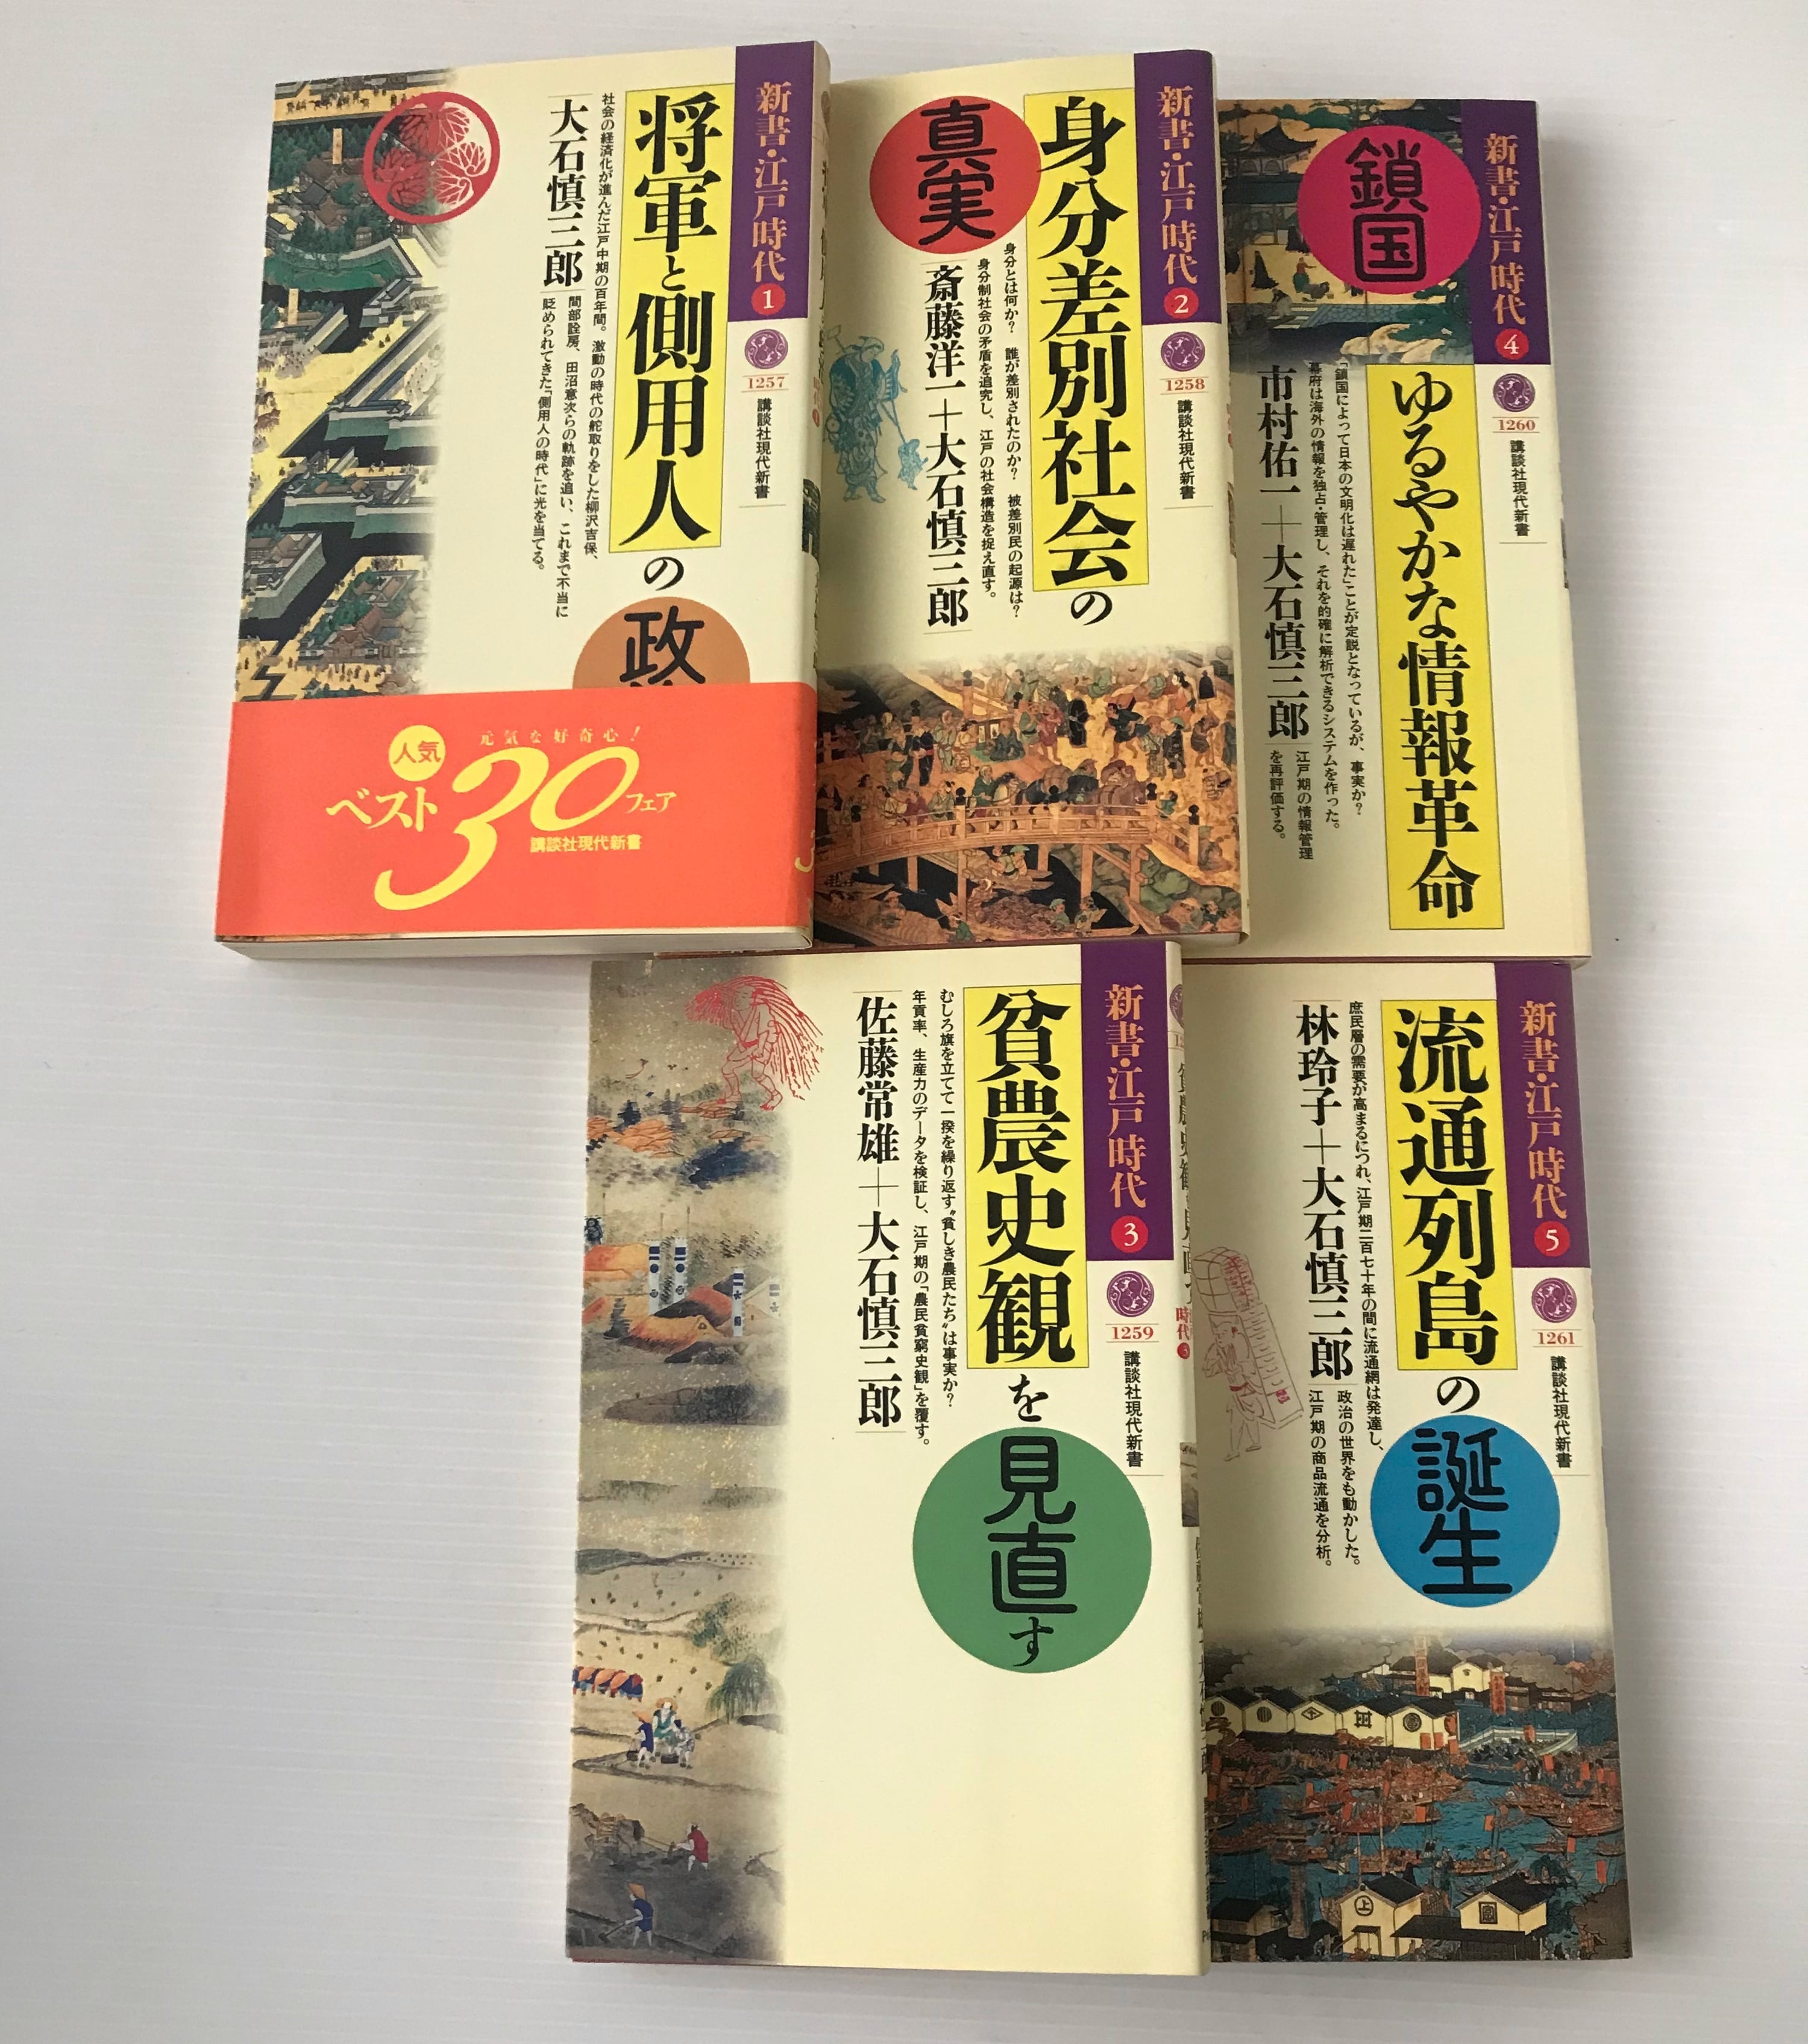 新書・江戸時代 1
1257
講談社現代新書
将軍と側用人の政
社会の経済化が進んだ江戸中期の百年間。激動の時代の舵取りをした柳沢吉保、
間部詮房、田沼意次らの軌跡を追い、これまで不当に
貶められてきた「側用人の時代」に光を当てる。
大石慎三郎
元気な好奇心!
人気
ベスト30フェア
講談社現代新書
新書・江戸時代 2
1258
講談社現代新書
身分差別社会の
真実
身分とは何か? 誰が差別されたのか? 被差別民の起源は?
身分制社会の矛盾を追究し、江戸の社会構造を捉え直す。
斎藤洋一+大石慎三郎
新書・江戸時代 4
1260
講談社現代新書
鎖国
ゆるやかな情報革命
「鎖国によって日本の文明化は遅れた」ことが定説となっているが、事実か?
幕府は海外の情報を独占・管理し、それを的確に解析できるシステムを作った。
江戸期の情報管理
を再評価する。
市村佑一+大石慎三郎
新書・江戸時代 3
1259
講談社現代新書
貧農史観を
見直す
むしろ旗を立てて一揆を繰り返す“貧しき農民たち”は事実か?
年貢率、生産力のデータを検証し、江戸期の「農民貧窮史観」を覆す。
佐藤常雄+大石慎三郎
新書・江戸時代 5
1261
講談社現代新書
流通列島の
誕生
庶民層の需要が高まるにつれ、江戸期二百七十年の間に流通網は発達し、
政治の世界をも動かした。
江戸期の商品流通を分析。
林玲子+大石慎三郎